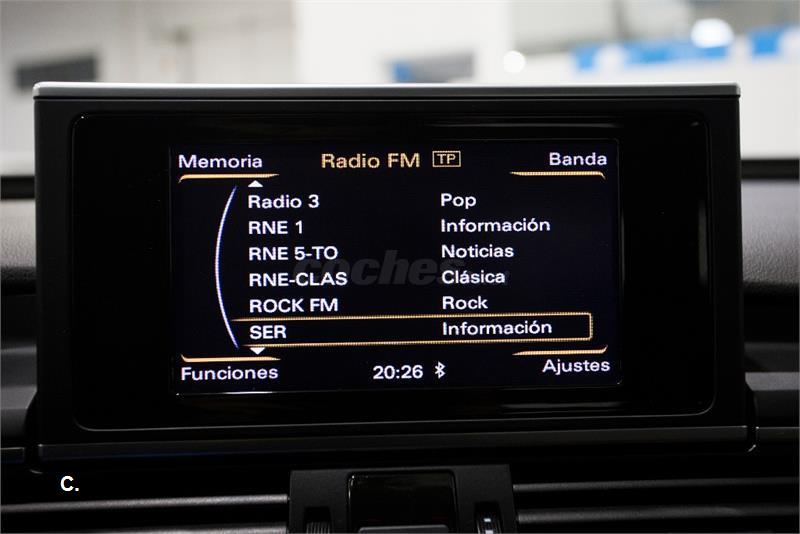 Memoria Radio FM TP Banda
Radio 3 Pop
RNE 1 Información
RNE 5-TO Noticias
RNE-CLAS Clásica
ROCK FM Rock
SER Información
Funciones 20:26 Ajustes
coches
C.